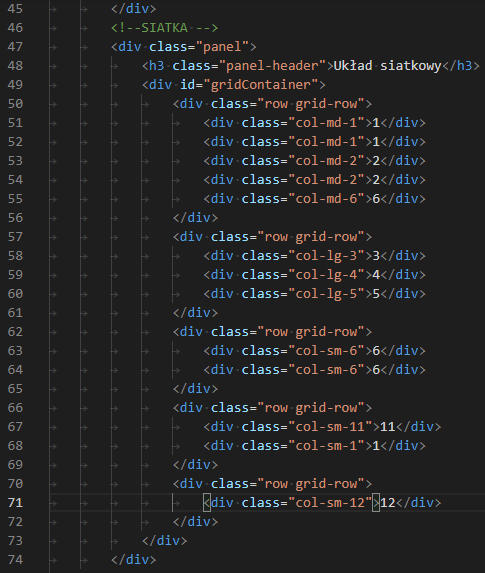 45 </div>
46 <!--SIATKA -->
47 <div class="panel">
48 <h3 class="panel-header">Układ siatkowy</h3>
49 <div id="gridContainer">
50 <div class="row grid-row">
51 <div class="col-md-1">1</div>
52 <div class="col-md-1">1</div>
53 <div class="col-md-2">2</div>
54 <div class="col-md-2">2</div>
55 <div class="col-md-6">6</div>
56 </div>
57 <div class="row grid-row">
58 <div class="col-lg-3">3</div>
59 <div class="col-lg-4">4</div>
60 <div class="col-lg-5">5</div>
61 </div>
62 <div class="row grid-row">
63 <div class="col-sm-6">6</div>
64 <div class="col-sm-6">6</div>
65 </div>
66 <div class="row grid-row">
67 <div class="col-sm-11">11</div>
68 <div class="col-sm-1">1</div>
69 </div>
70 <div class="row grid-row">
71 <div class="col-sm-12">12</div>
72 </div>
73 </div>
74 </div>